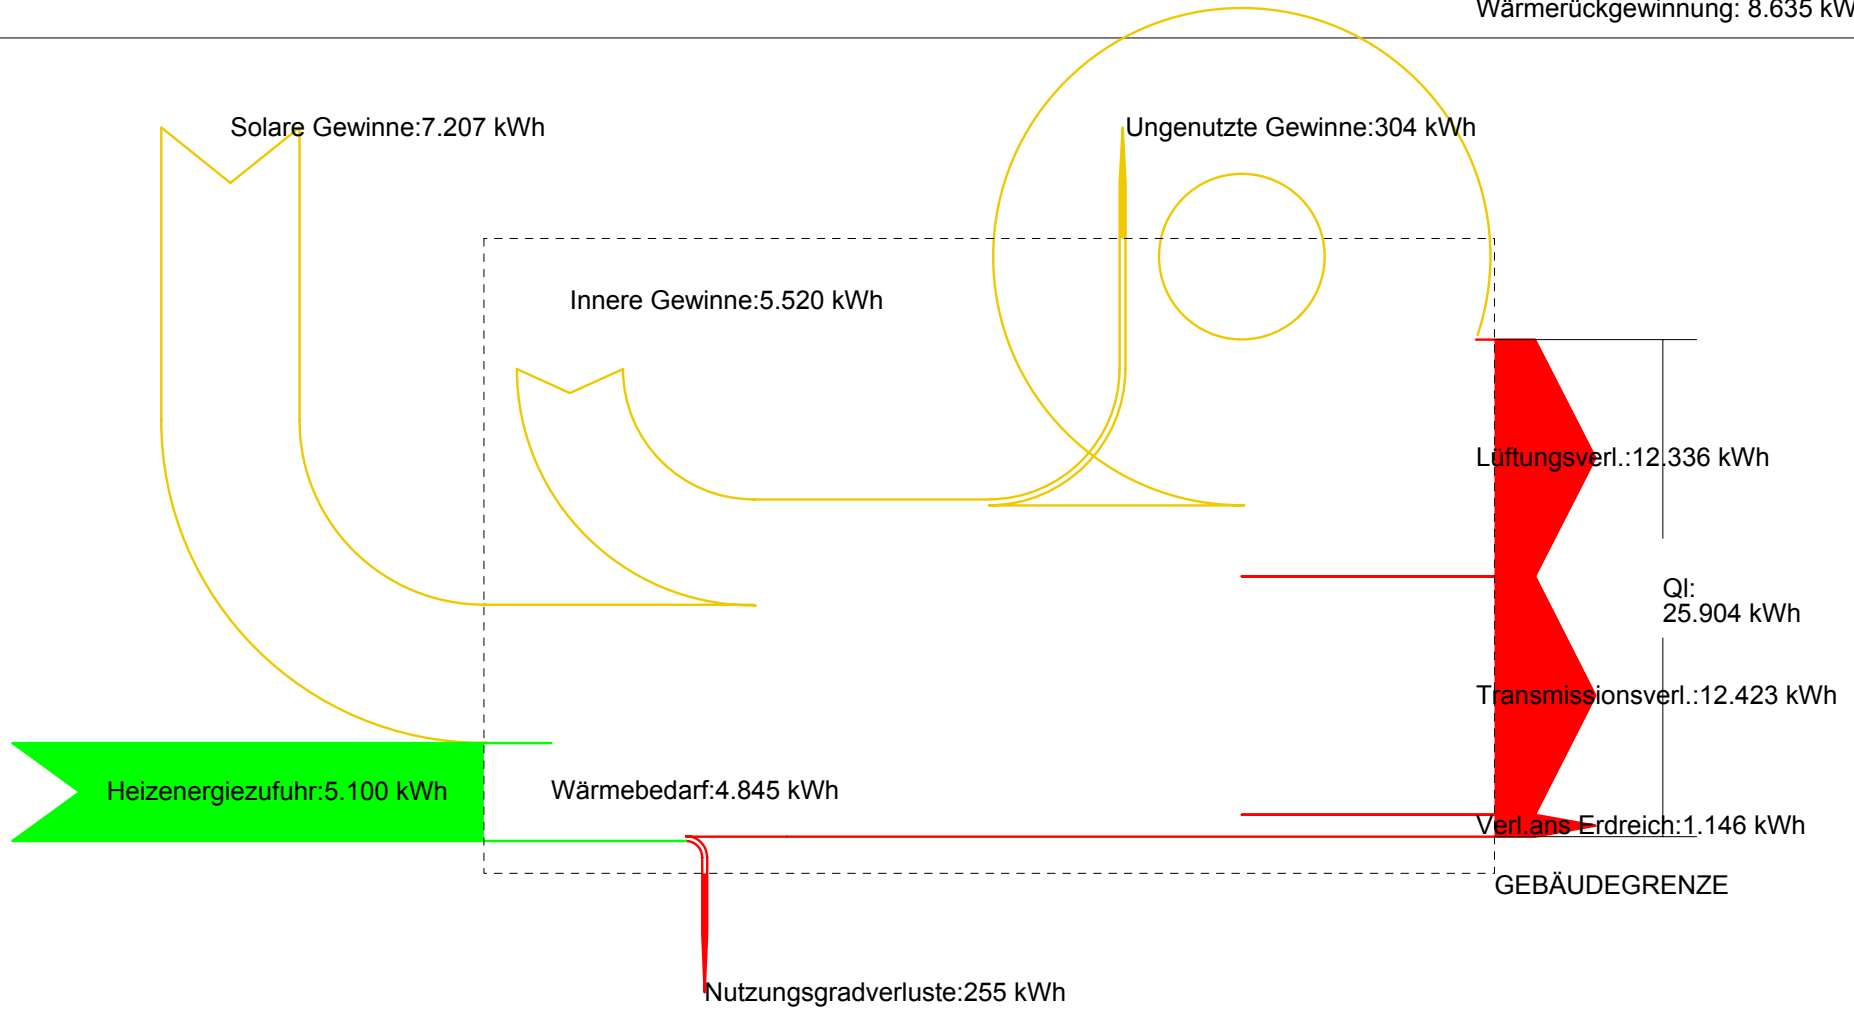 Wärmerückgewinnung: 8.635 kW
Solare Gewinne:7.207 kWh
Ungenutzte Gewinne:304 kWh
Innere Gewinne:5.520 kWh
Lüftungsverl.:12.336 kWh
Ql:
25.904 kWh
Transmissionsverl.:12.423 kWh
Heizenergiezufuhr:5.100 kWh
Wärmebedarf:4.845 kWh
Verl.ans Erdreich:1.146 kWh
GEBÄUDEGRENZE
Nutzungsgradverluste:255 kWh